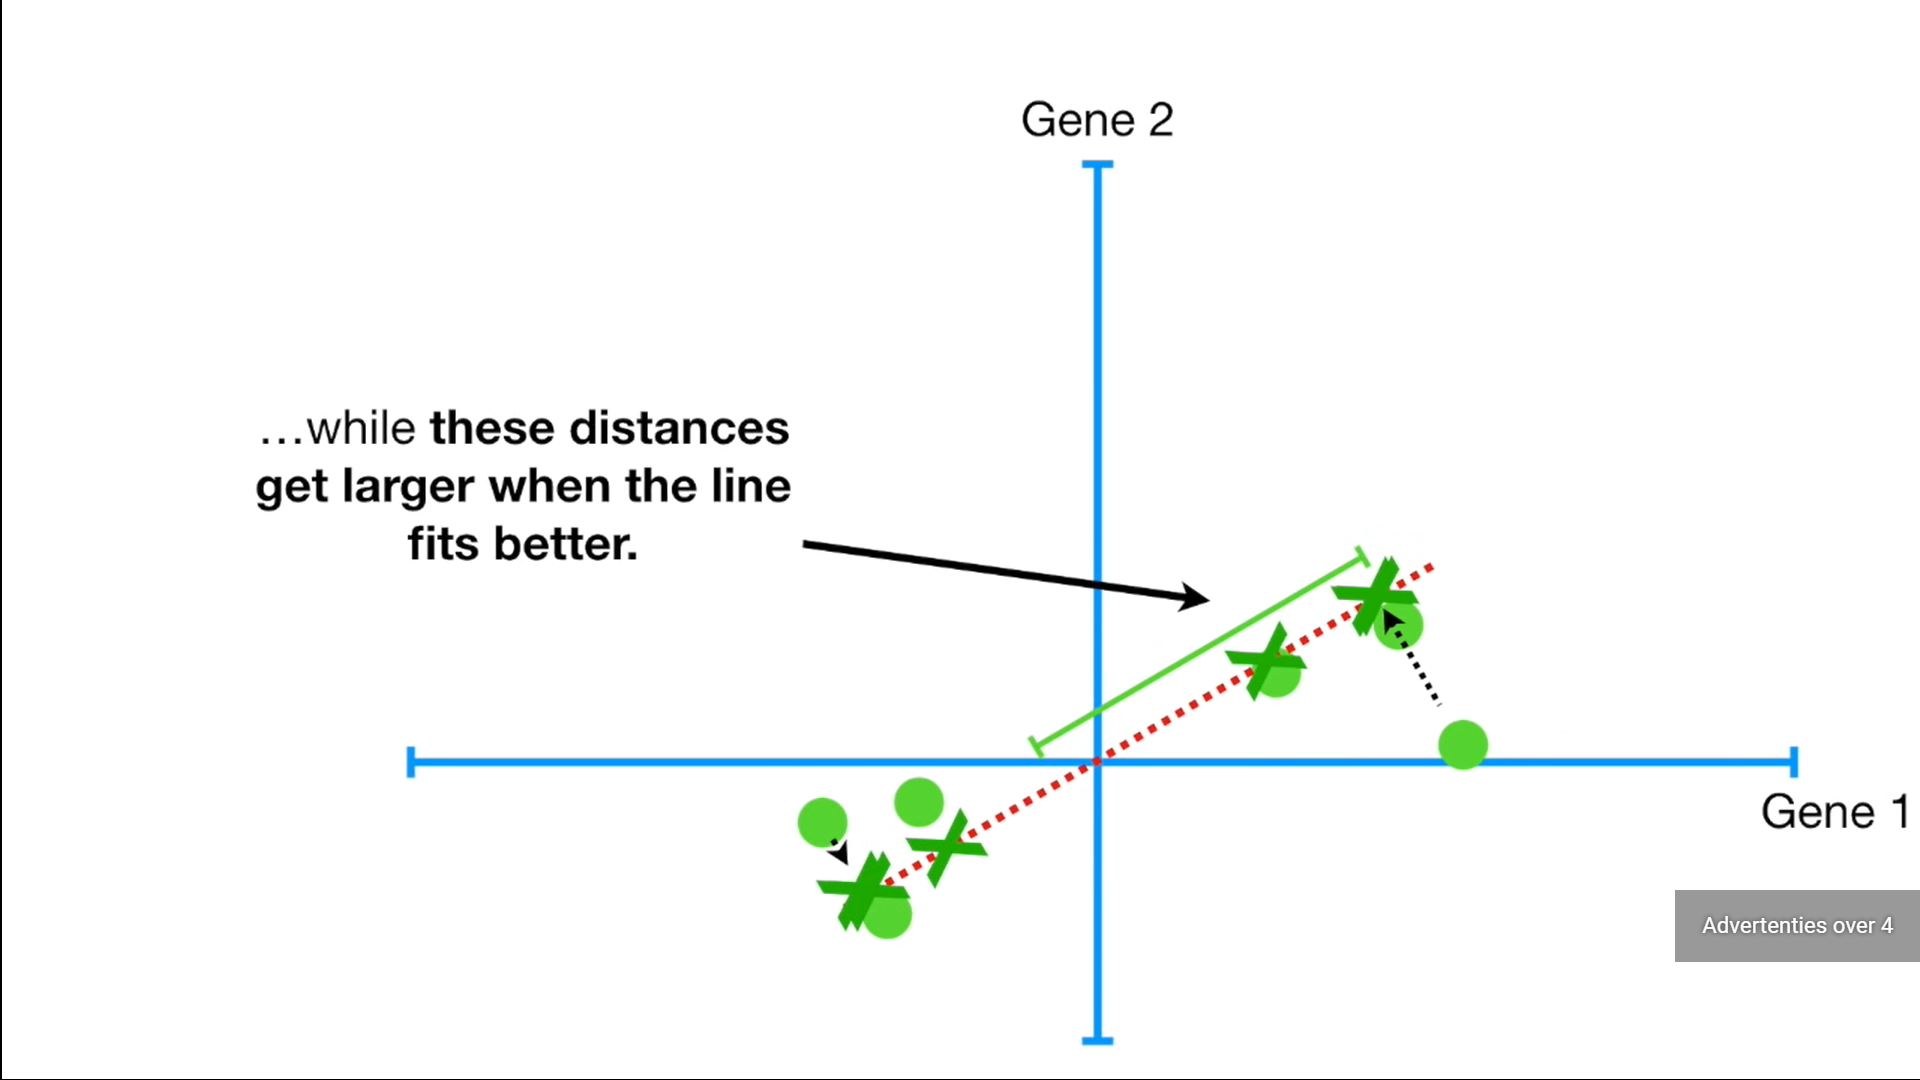 Gene 2
…while these distances
get larger when the line
fits better.
Gene 1
Advertenties over 4